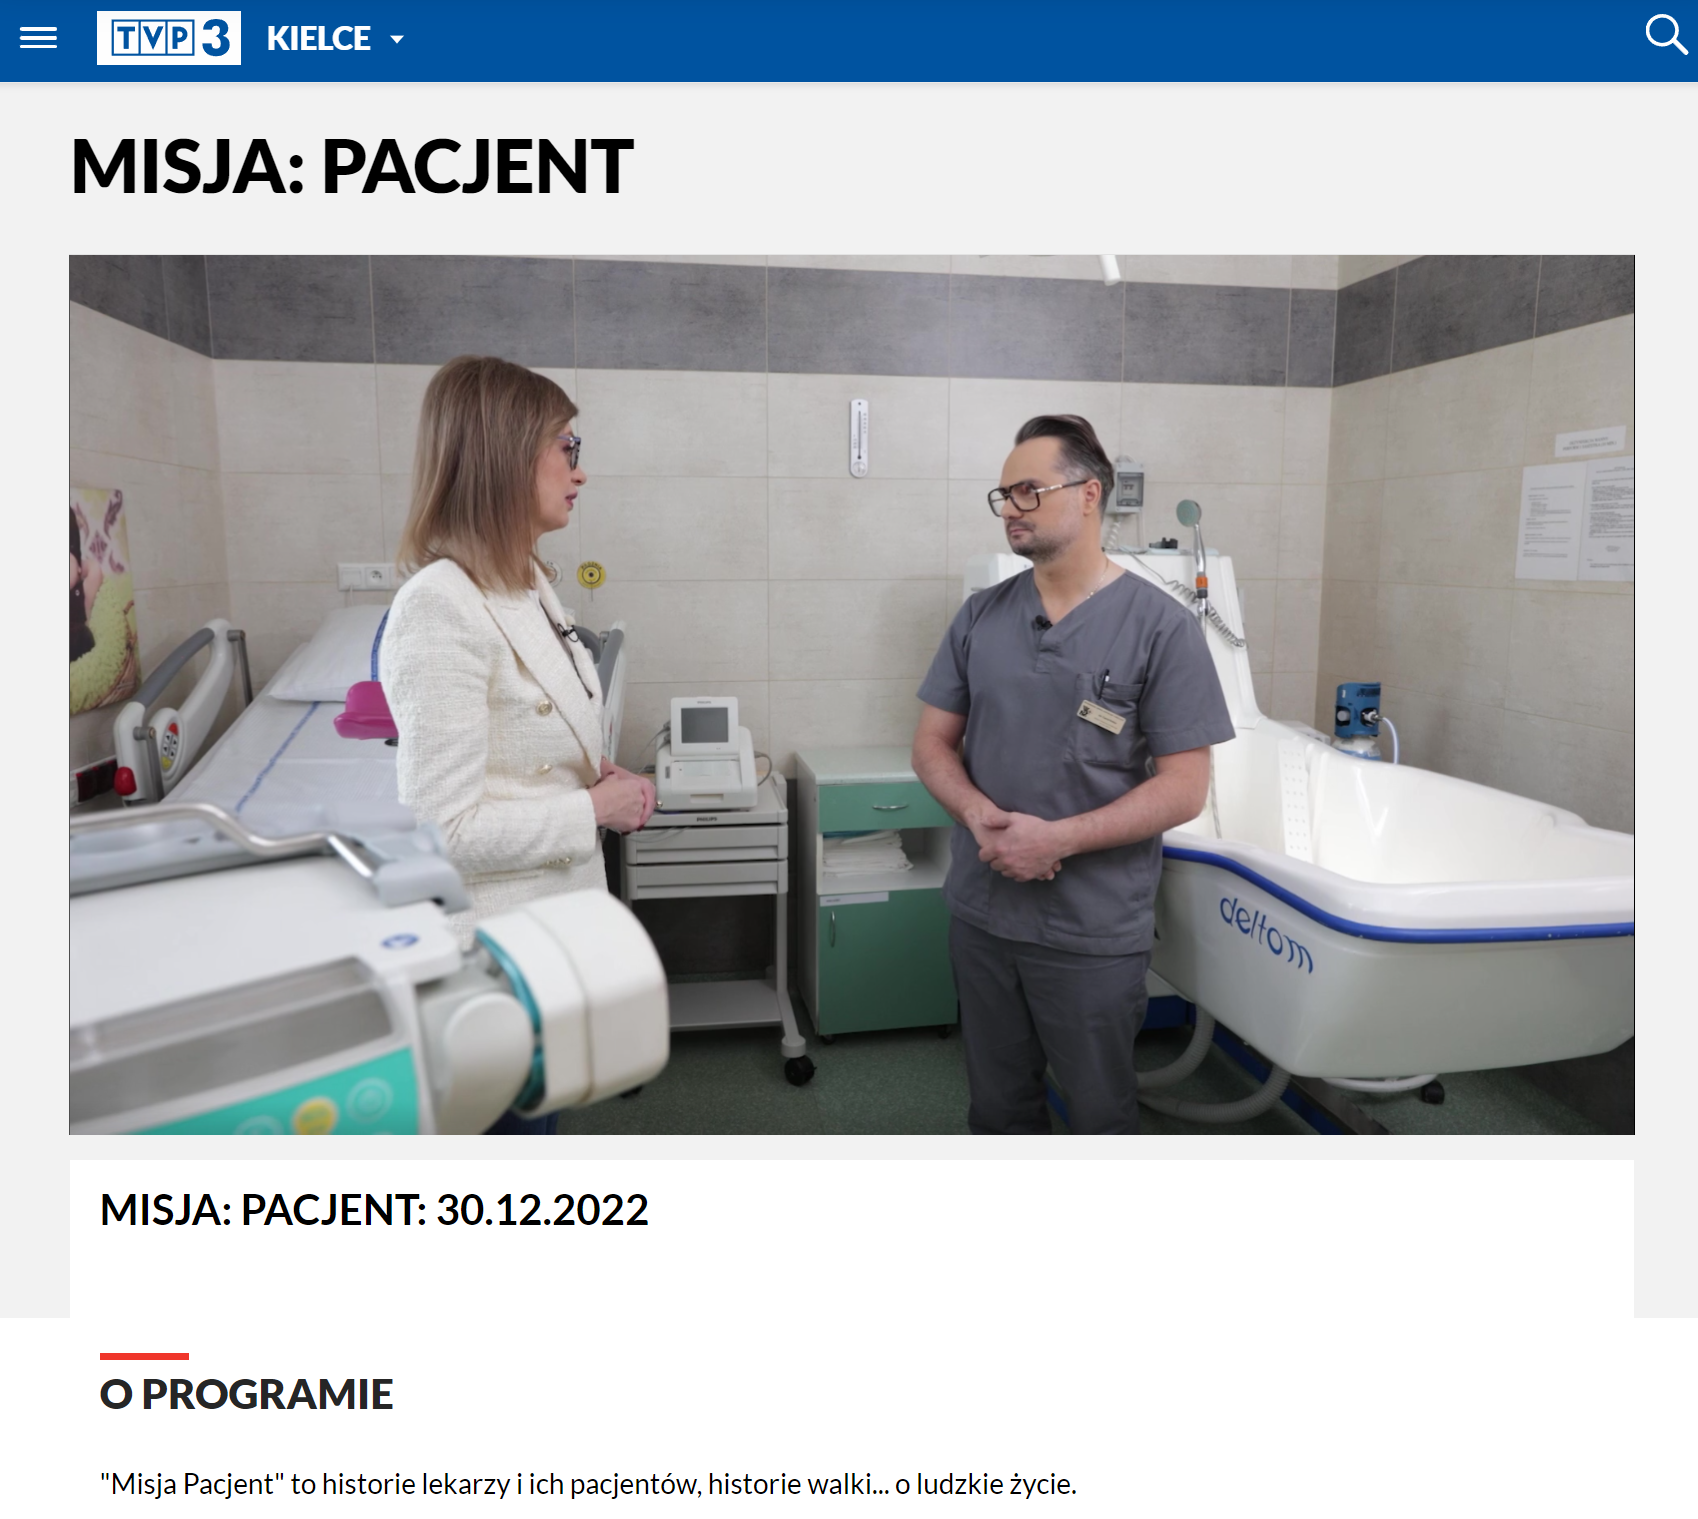 TVP3 KIELCE
MISJA: PACJENT
PHILIPS
deltom
MISJA: PACJENT: 30.12.2022
O PROGRAMIE
"Misja Pacjent" to historie lekarzy i ich pacjentów, historie walki... o ludzkie życie.